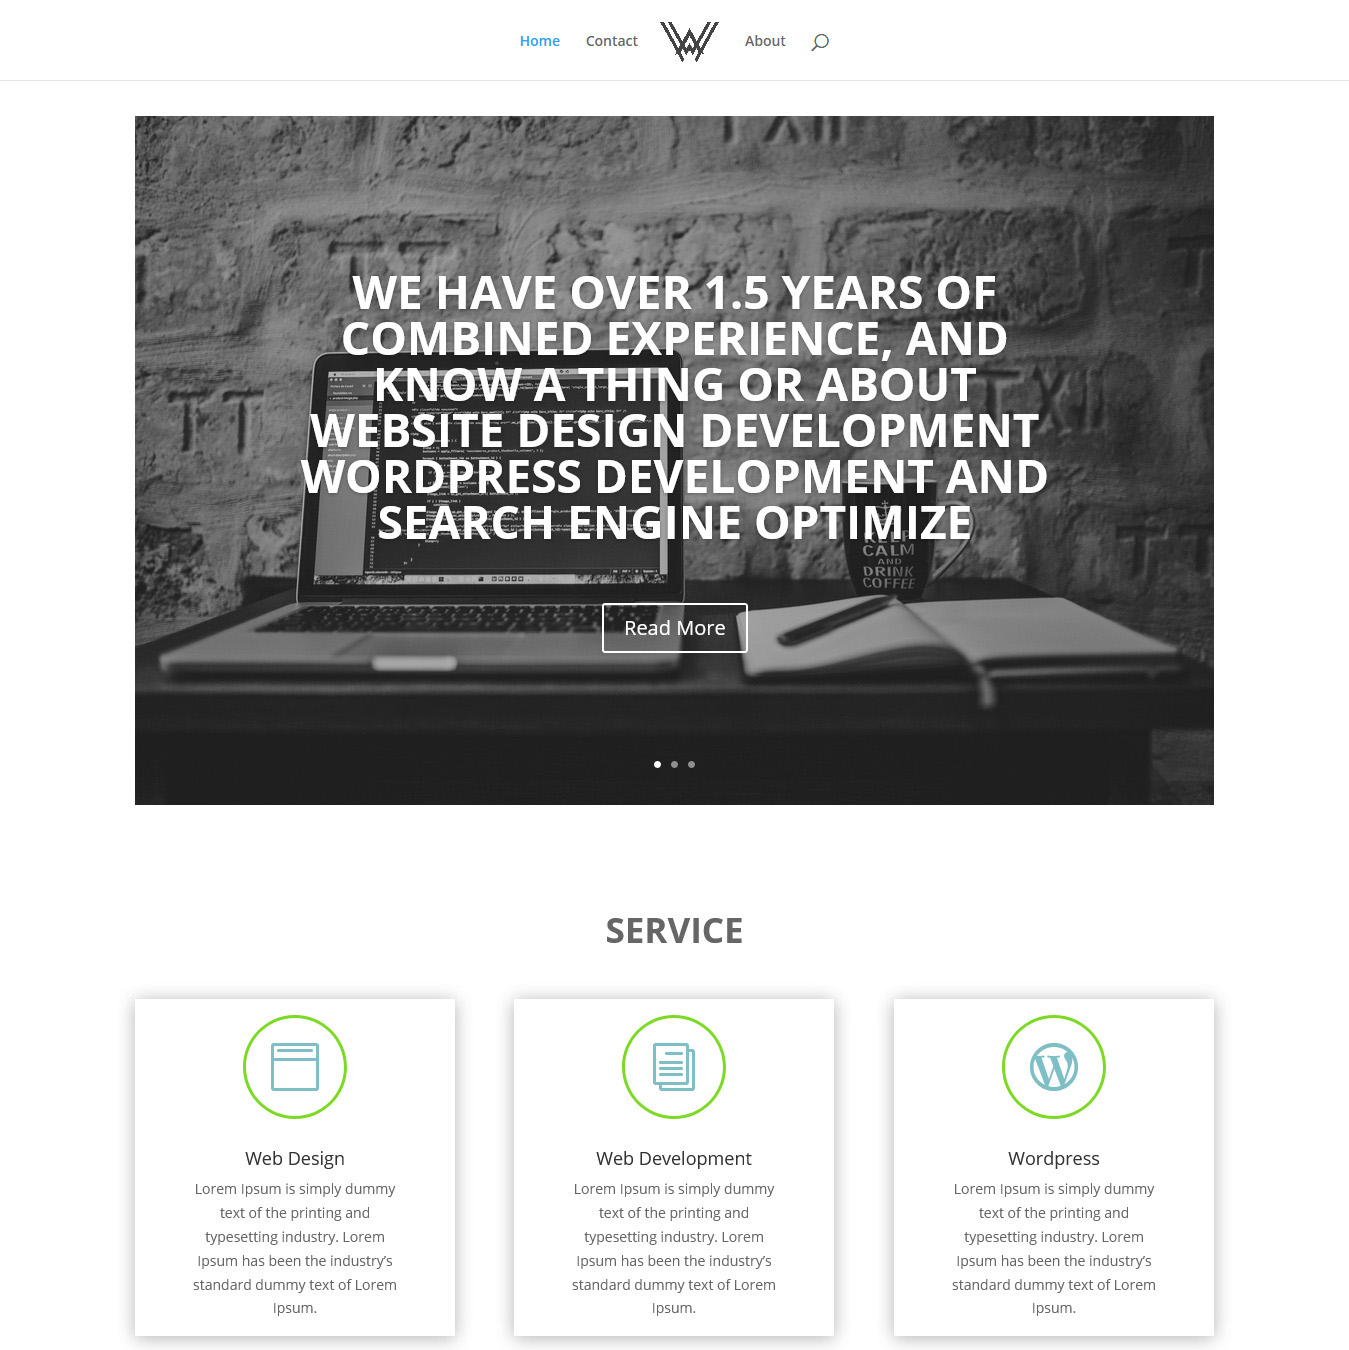 Home Contact About
WE HAVE OVER 1.5 YEARS OF
COMBINED EXPERIENCE, AND
KNOW A THING OR ABOUT
WEBSITE DESIGN DEVELOPMENT
WORDPRESS DEVELOPMENT AND
SEARCH ENGINE OPTIMIZE
KEEP
CALM
AND
DRINK
COFFEE
Read More
SERVICE
Web Design
Lorem Ipsum is simply dummy
text of the printing and
typesetting industry. Lorem
Ipsum has been the industry’s
standard dummy text of Lorem
Ipsum.
Web Development
Lorem Ipsum is simply dummy
text of the printing and
typesetting industry. Lorem
Ipsum has been the industry’s
standard dummy text of Lorem
Ipsum.
Wordpress
Lorem Ipsum is simply dummy
text of the printing and
typesetting industry. Lorem
Ipsum has been the industry’s
standard dummy text of Lorem
Ipsum.